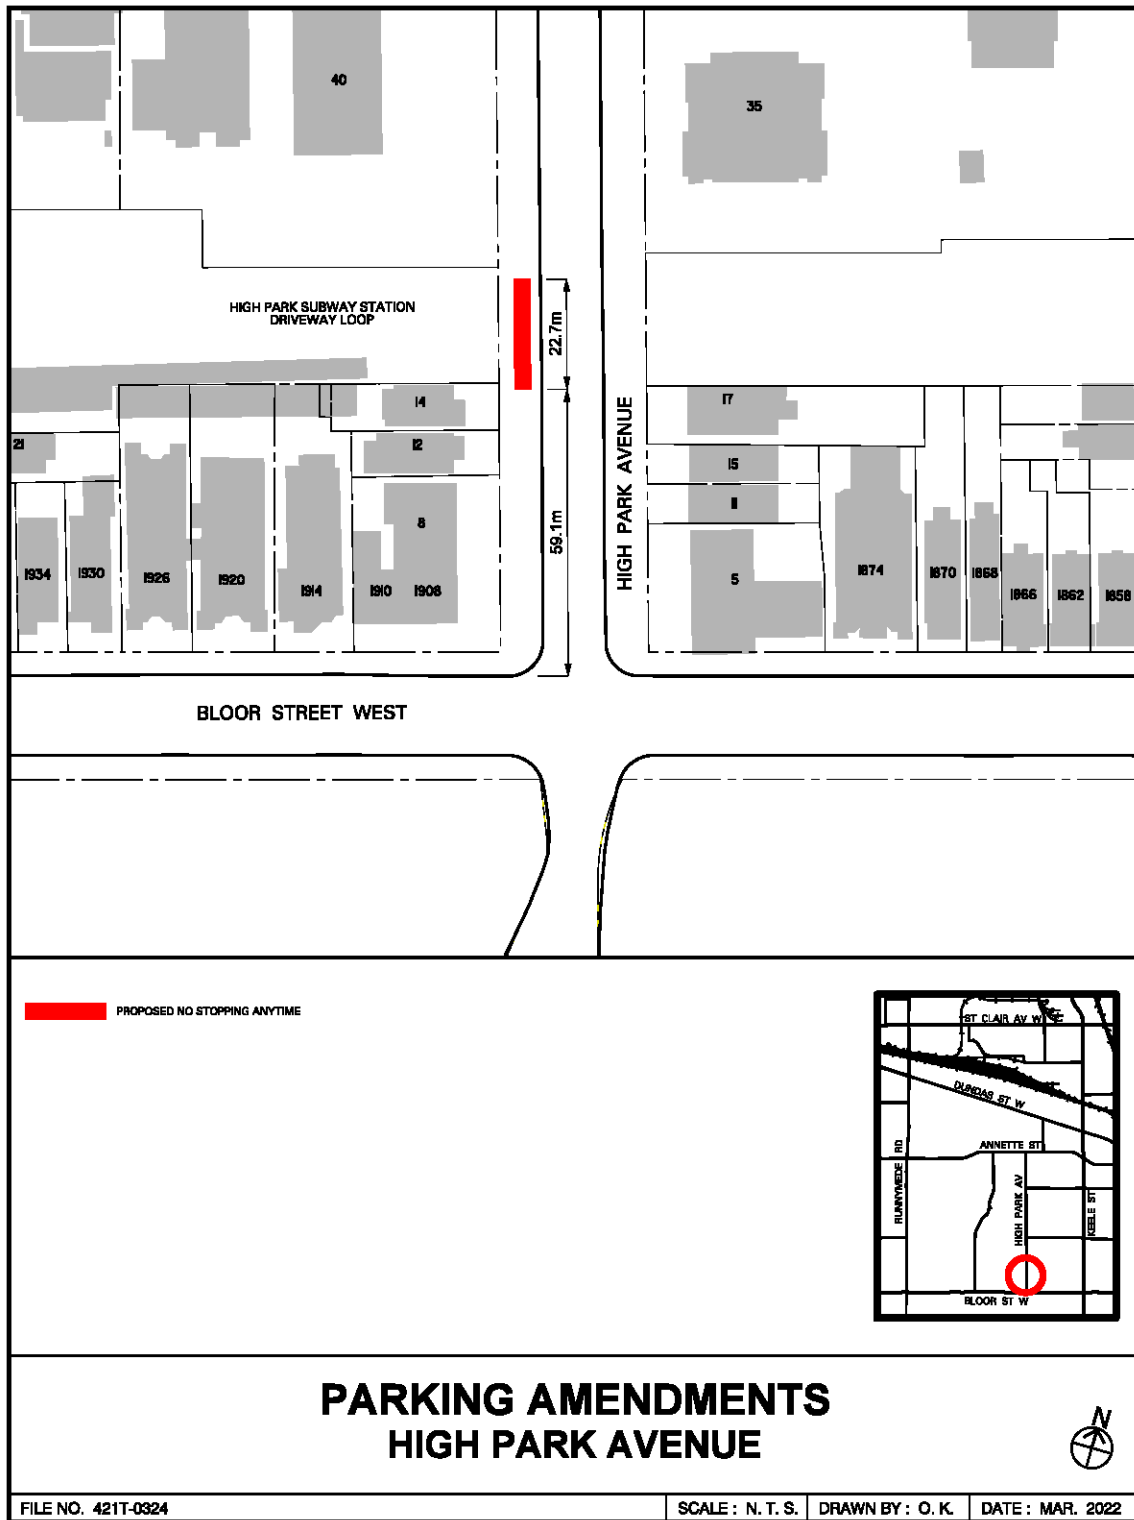 40
35
HIGH PARK SUBWAY STATION
DRIVEWAY LOOP
22.7m
14
17
12
21
15
11
8
59.1m
HIGH PARK AVENUE
1934
1930
1926
1920
1914
1910
1908
5
1874
1870
1868
1866
1862
1858
BLOOR STREET WEST
PROPOSED NO STOPPING ANYTIME
ST CLAIR AV W
DUNDAS ST W
ANNETTE ST
RUNNYMEDE RD
HIGH PARK AV
KEELE ST
BLOOR ST W
PARKING AMENDMENTS
HIGH PARK AVENUE
N
FILE NO. 421T-0324
SCALE : N. T. S.
DRAWN BY : O. K.
DATE : MAR. 2022